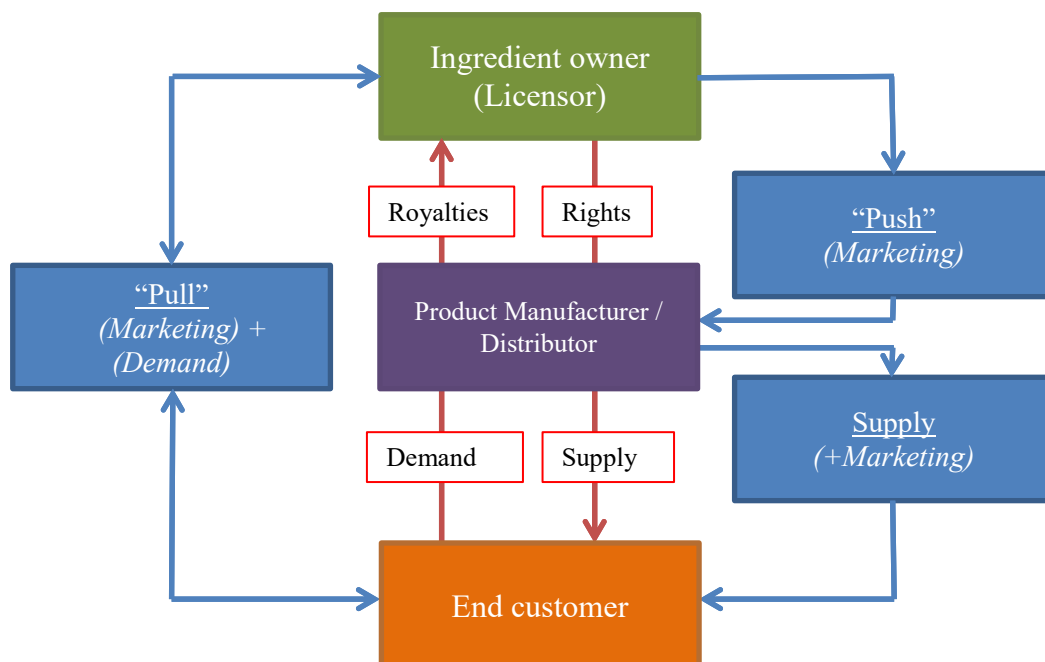 Ingredient owner
(Licensor)
Royalties
Rights
“Push”
(Marketing)
“Pull”
(Marketing) +
(Demand)
Product Manufacturer /
Distributor
Supply
(+Marketing)
Demand
Supply
End customer